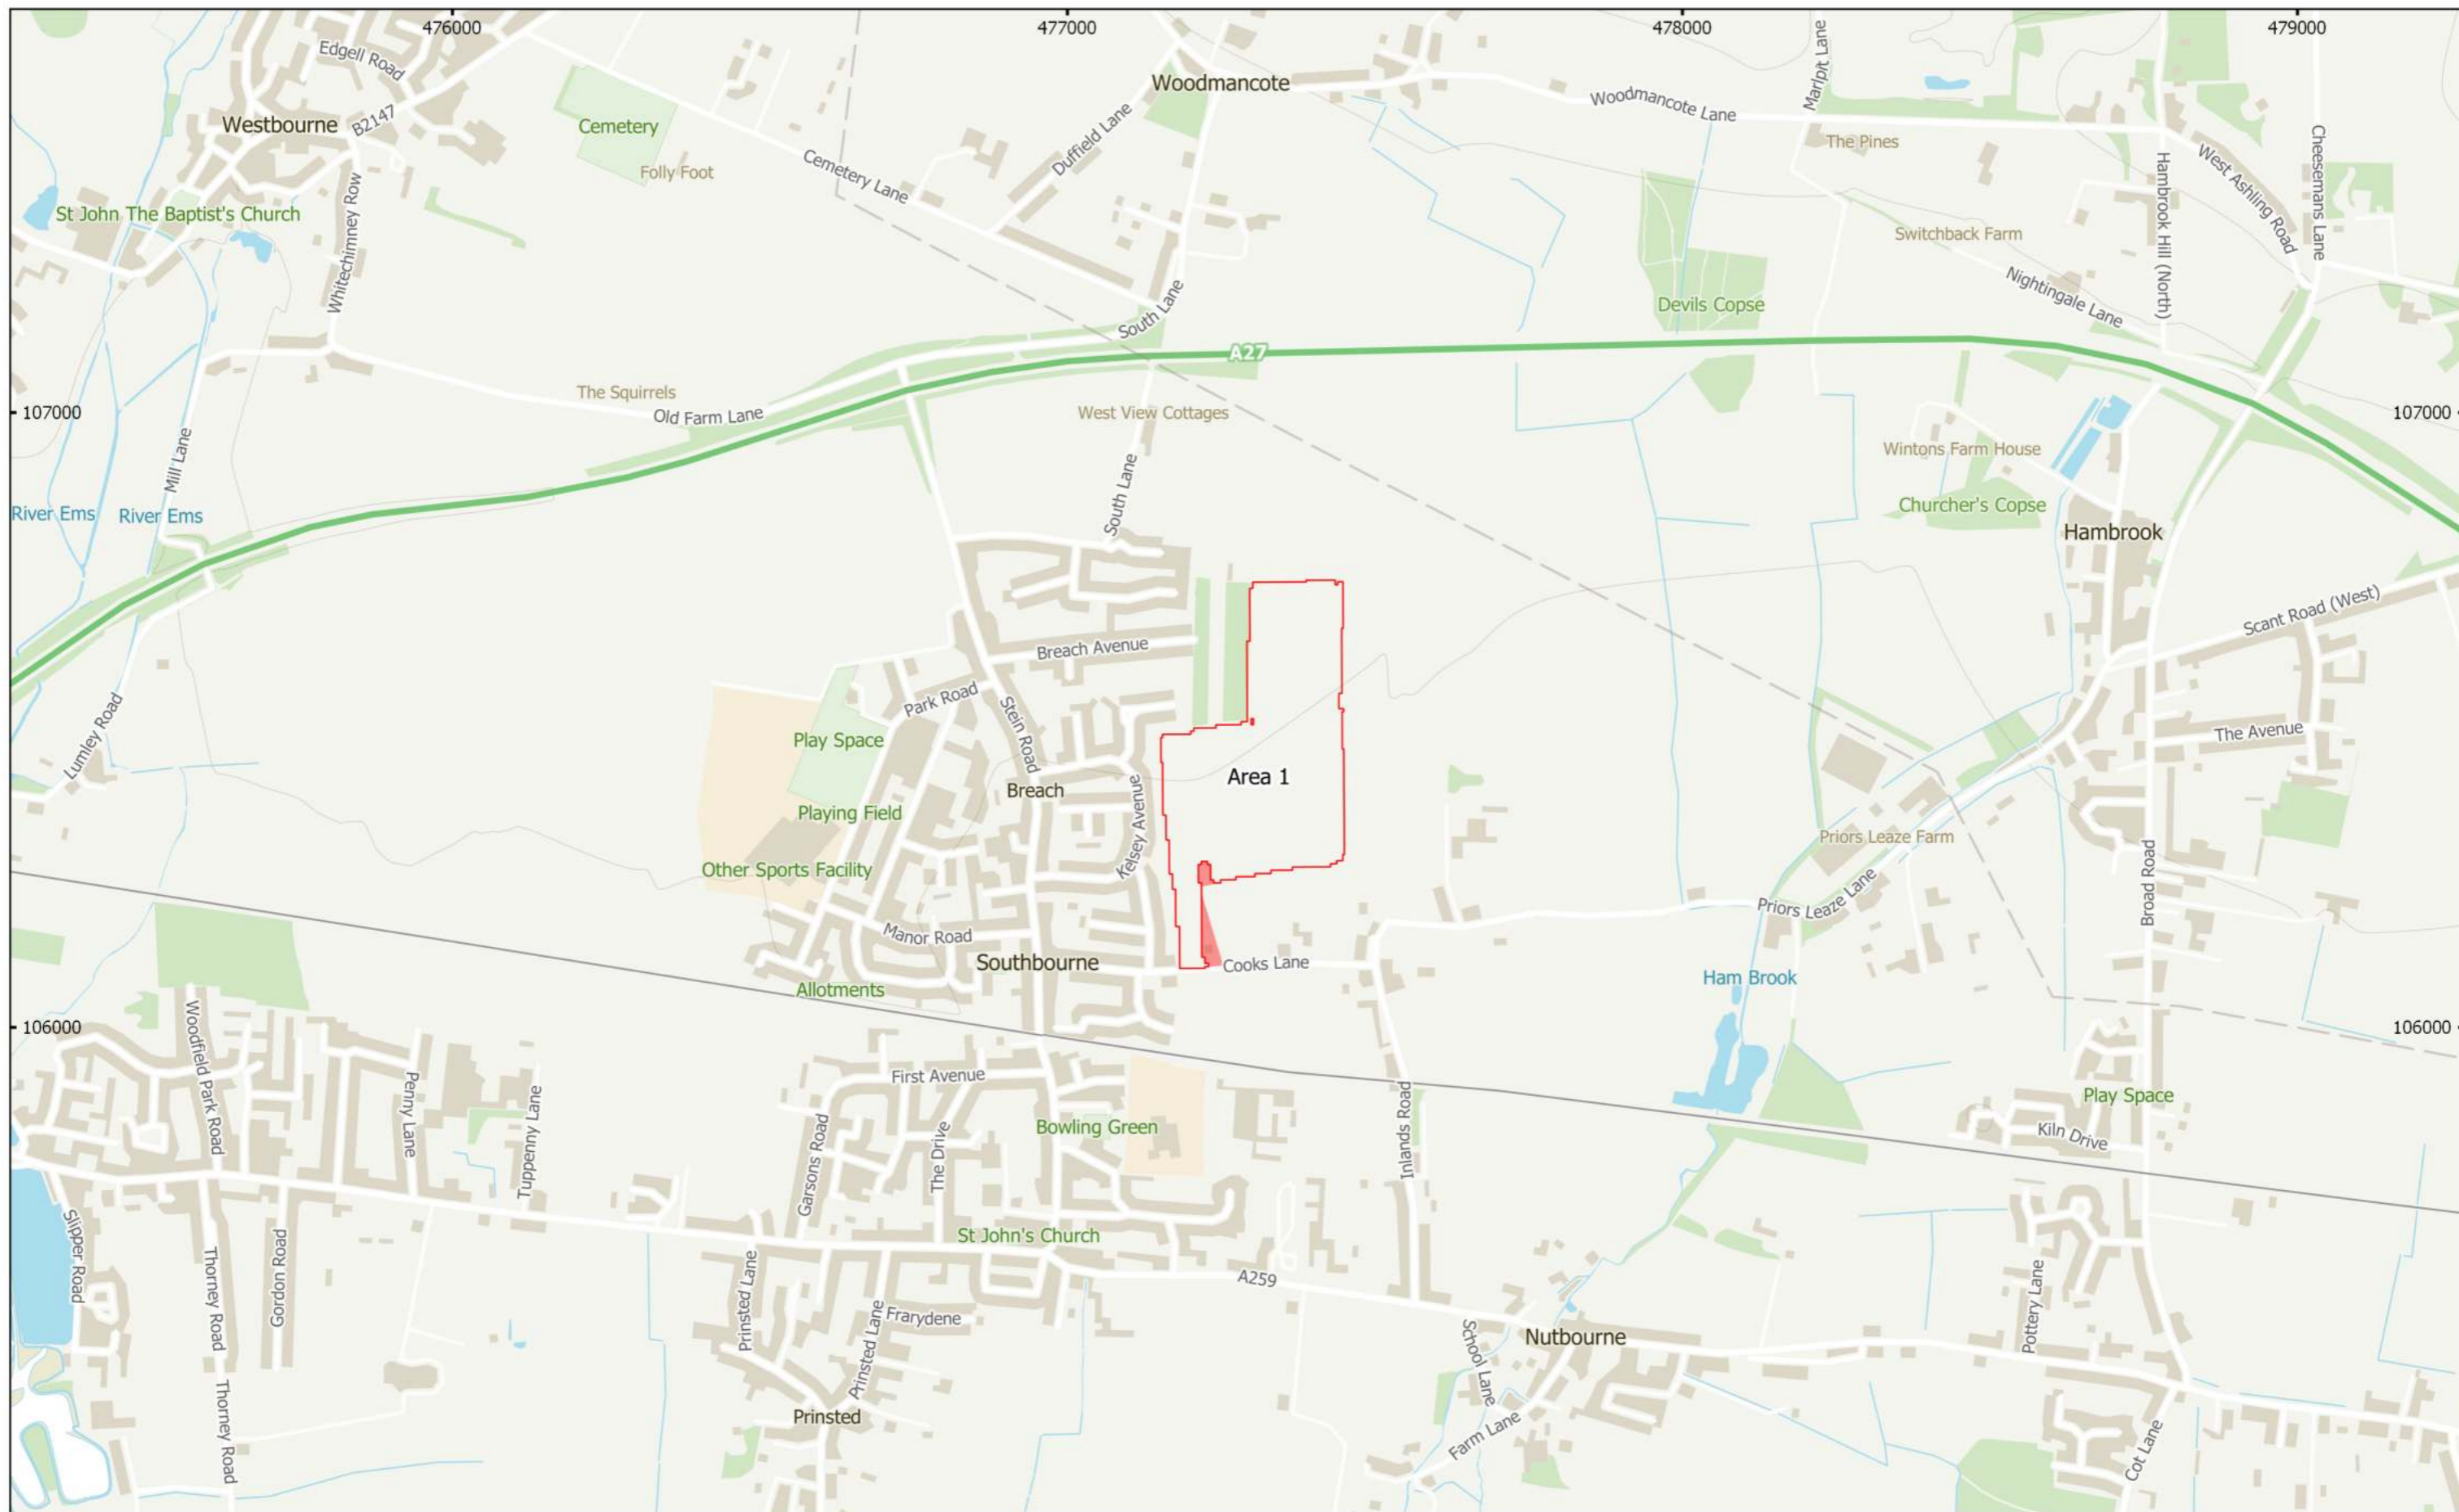 476000
477000
478000
479000
Edgell Road
Woodmancote
Marlpit Lane
Woodmancote Lane
Westbourne
B2147
Cemetery
Duffield Lane
The Pines
Cheesemans Lane
Folly Foot
Cemetery Lane
West Ashling Road
Hambrook Hill (North)
St John The Baptist's Church
Whitechimney Row
Switchback Farm
Nightingale Lane
Devils Copse
South Lane
A27
The Squirrels
Old Farm Lane
West View Cottages
107000
107000
Mill Lane
South Lane
Wintons Farm House
River Ems
River Ems
Churcher's Copse
Hambrook
Scant Road (West)
Breach Avenue
Park Road
Stein Road
Lumley Road
Play Space
The Avenue
Area 1
Breach
Kelsey Avenue
Playing Field
Priors Leaze Farm
Other Sports Facility
Priors Leaze Lane
Broad Road
Manor Road
Southbourne
Cooks Lane
Ham Brook
Allotments
106000
106000
Woodfield Park Road
Penny Lane
Tuppenny Lane
First Avenue
Play Space
Bowling Green
Inlands Road
Kiln Drive
Garsons Road
The Drive
St John's Church
Slipper Road
Thorney Road
Gordon Road
Prinsted Lane
A259
Pottery Lane
Frarydene
Prinsted Lane
School Lane
Nutbourne
Thorney Road
Prinsted
Farm Lane
Cot Lane